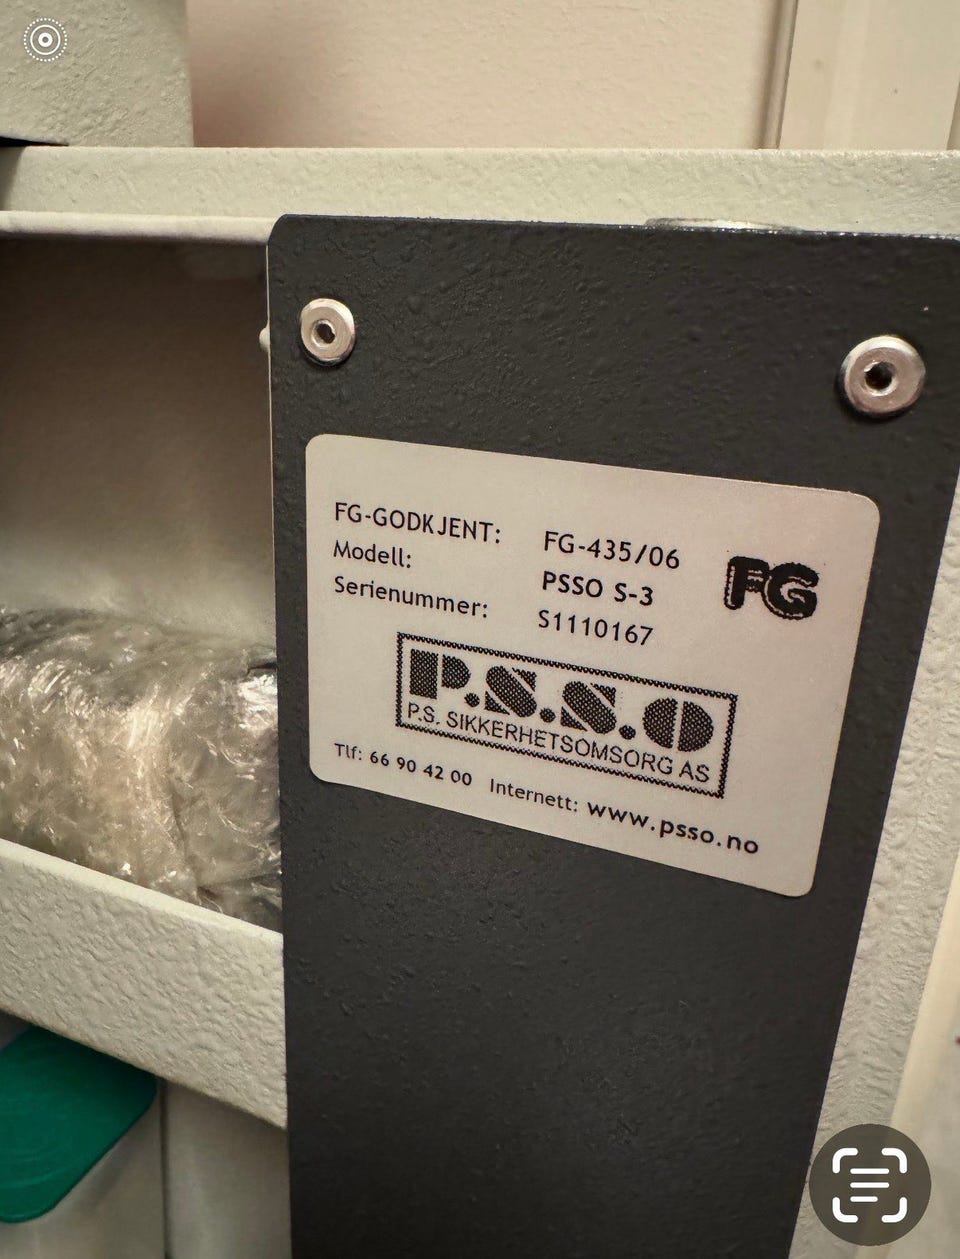 FG-GODKJENT: FG-435/06
Modell: PSSO S-3
Serienummer: S1110167
FG
P.S.S.O
P.S. SIKKERHETSOMSORG AS
Tlf: 66 90 42 00 Internett: www.psso.no